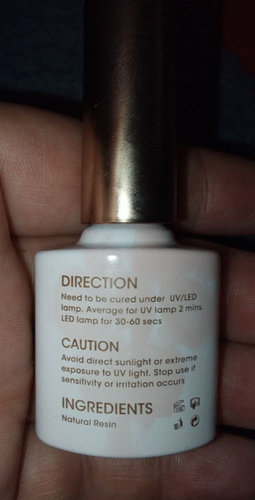 DIRECTION
Need to be cured under UV/LED
lamp. Average for UV lamp 2 mins.
LED lamp for 30-60 secs
CAUTION
Avoid direct sunlight or extreme
exposure to UV light. Stop use if
sensitivity or irritation occurs
INGREDIENTS
Natural Resin